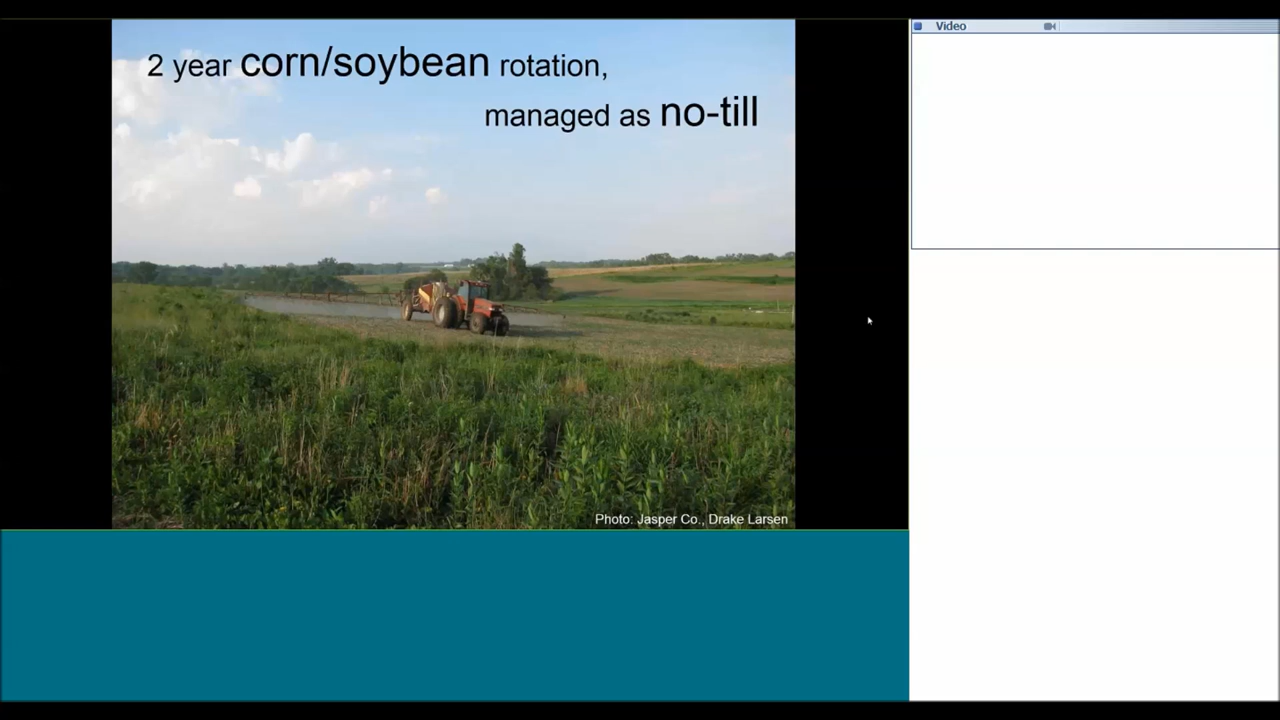 Video
2 year corn/soybean rotation,
managed as no-till
Photo: Jasper Co., Drake Larsen